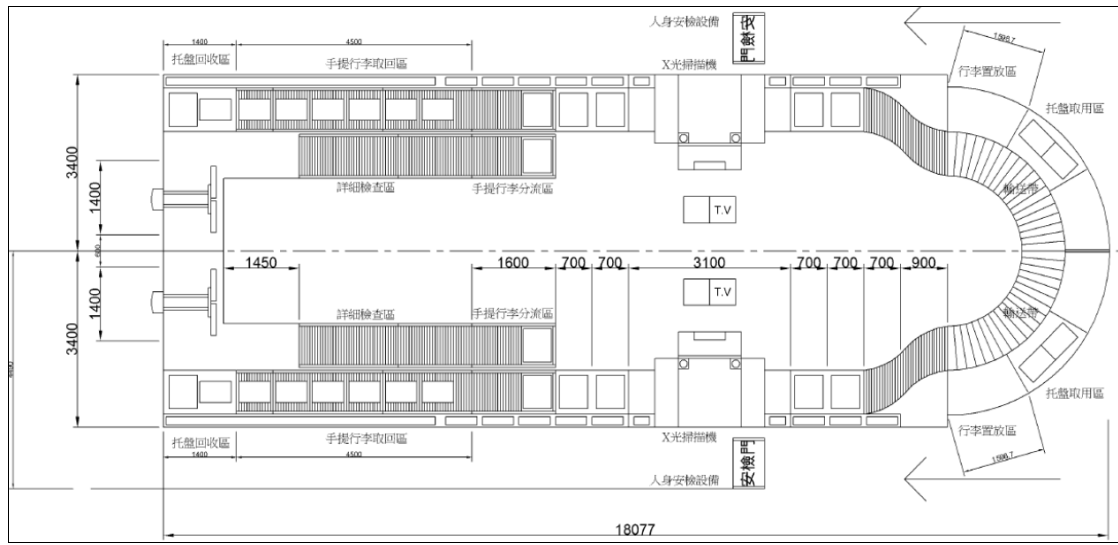 人身安檢設備
安檢門
1596.7
1400
4500
托盤回收區
手提行李取回區
X光掃描機
行李置放區
托盤取用區
3400
1400
詳細檢查區
手提行李分流區
輸送帶
T.V
600
1450
1600
700
700
3100
700
700
700
900
T.V
1400
3400
詳細檢查區
手提行李分流區
輸送帶
托盤取用區
托盤回收區
手提行李取回區
X光掃描機
行李置放區
1400
4500
1596.7
人身安檢設備
安檢門
18077